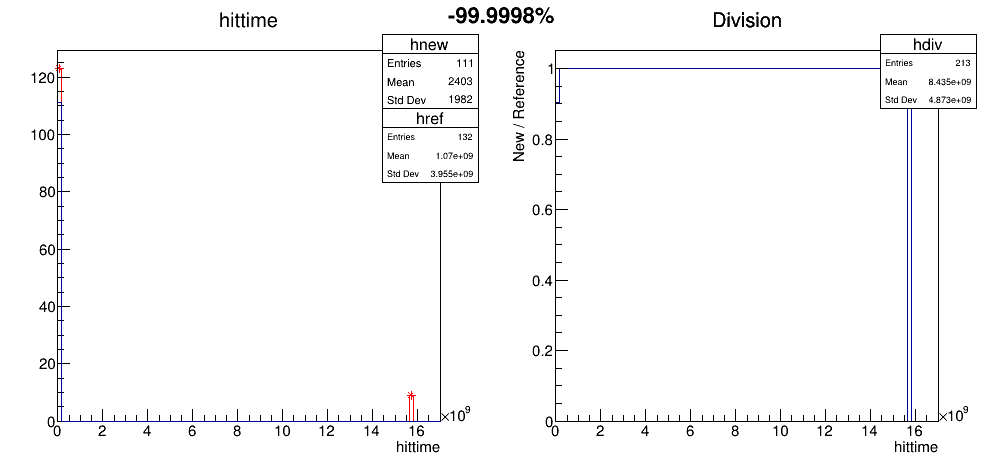 -99.9998%
hittime
hnew
Entries 111
Mean 2403
Std Dev 1982
href
Entries 132
Mean 1.07e+09
Std Dev 3.955e+09
120
100
80
60
40
20
0
0 2 4 6 8 10 12 14 16
×10⁹
hittime
Division
hdiv
Entries 213
Mean 8.435e+09
Std Dev 4.873e+09
New / Reference
1
0.8
0.6
0.4
0.2
0
0 2 4 6 8 10 12 14 16
×10⁹
hittime